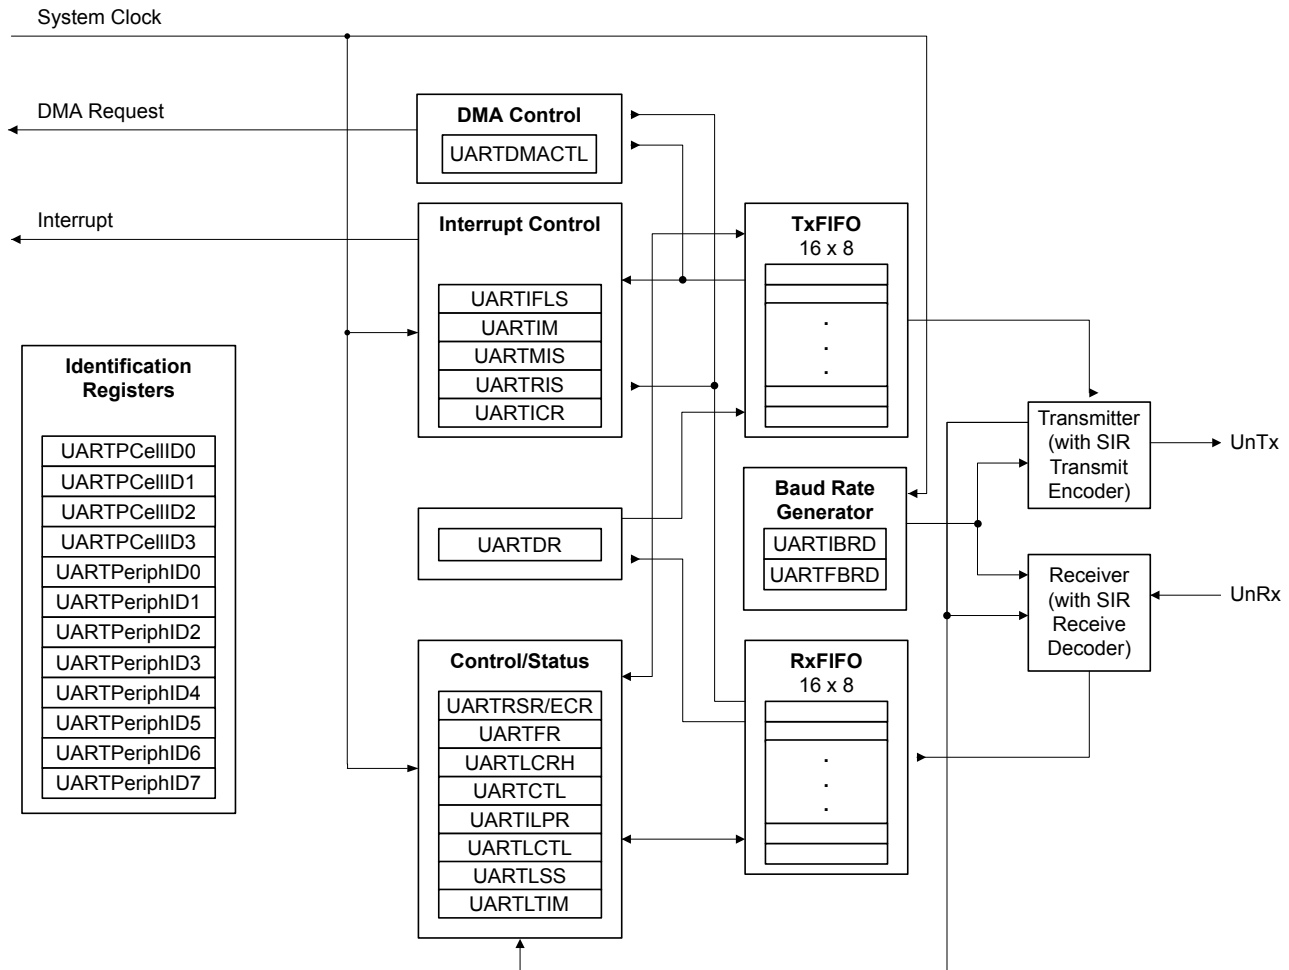 System Clock
DMA Request
DMA Control
UARTDMACTL
Interrupt
Interrupt Control
UARTIFLS
UARTIM
UARTMIS
UARTRIS
UARTICR
TxFIFO
16 x 8
.
.
.
Identification
Registers
UARTPCellID0
UARTPCellID1
UARTPCellID2
UARTPCellID3
UARTPeriphID0
UARTPeriphID1
UARTPeriphID2
UARTPeriphID3
UARTPeriphID4
UARTPeriphID5
UARTPeriphID6
UARTPeriphID7
UARTDR
Baud Rate
Generator
UARTIBRD
UARTFBRD
Transmitter
(with SIR
Transmit
Encoder)
UnTx
Receiver
(with SIR
Receive
Decoder)
UnRx
Control/Status
UARTRSR/ECR
UARTFR
UARTLCRH
UARTCTL
UARTILPR
UARTLCTL
UARTLSS
UARTLTIM
RxFIFO
16 x 8
.
.
.